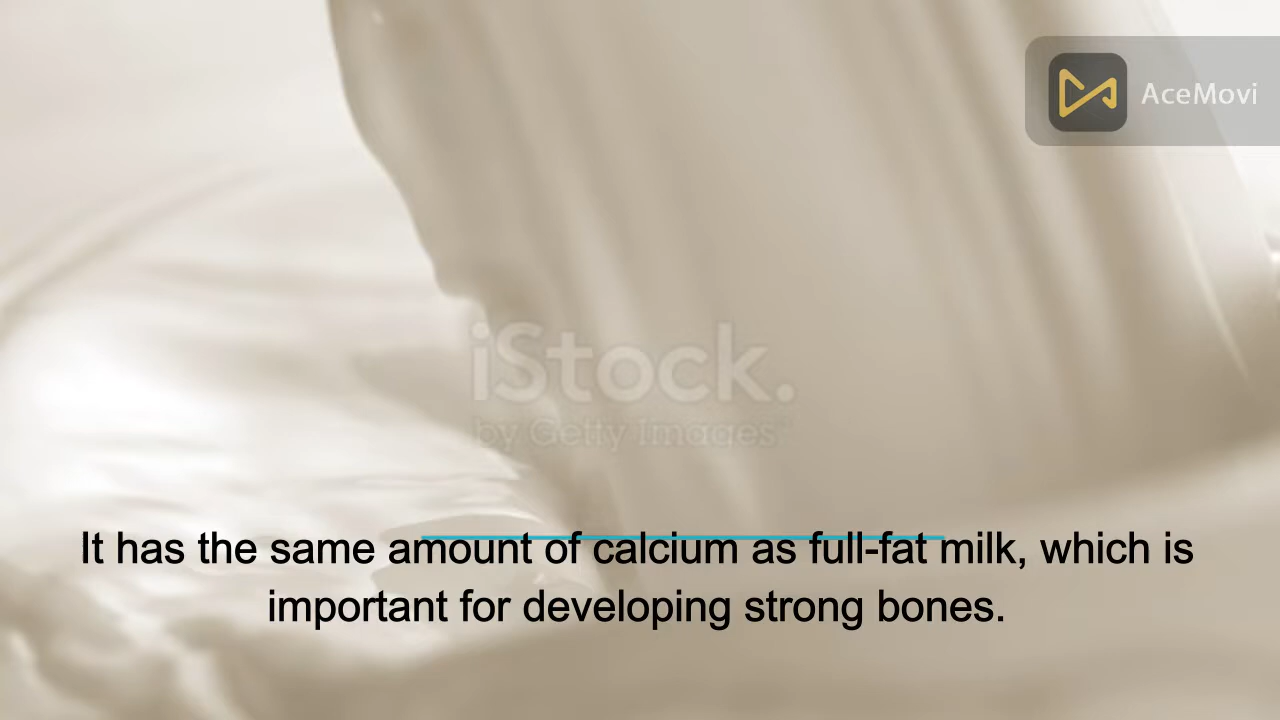 AceMovi
iStock.
by Getty Images
It has the same amount of calcium as full-fat milk, which is
important for developing strong bones.